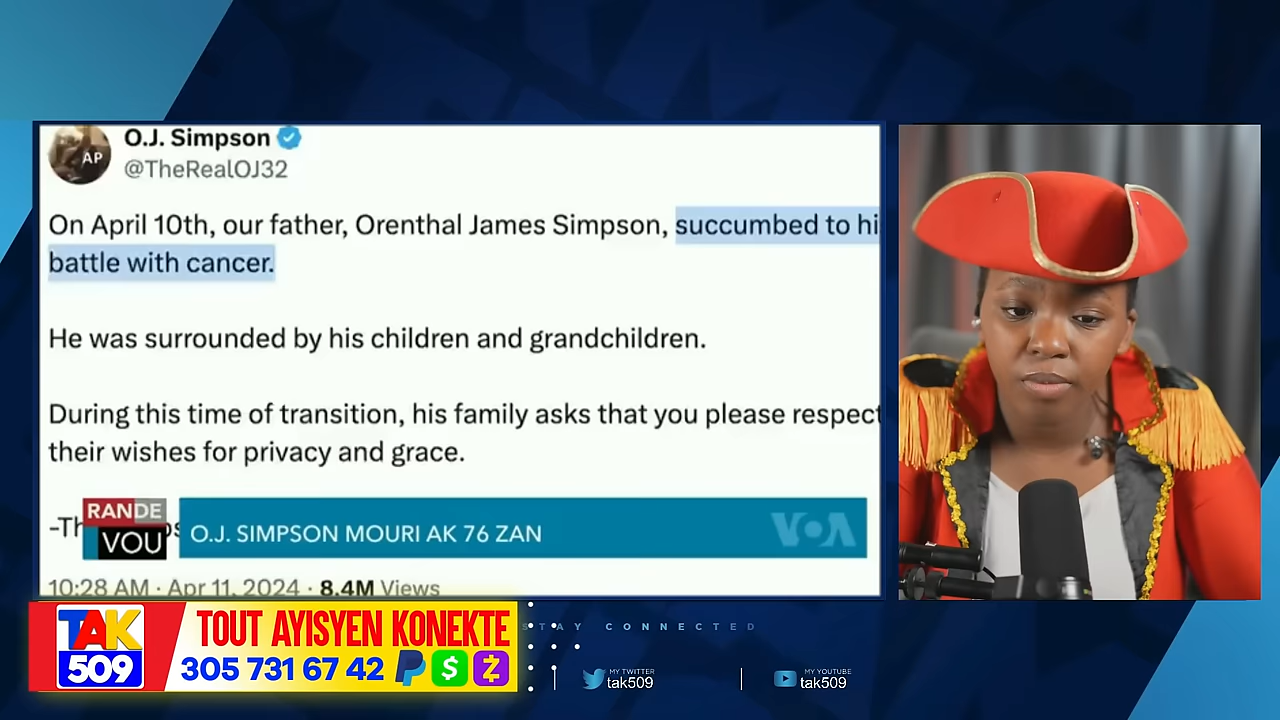 O.J. Simpson
AP
@TheRealOJ32
On April 10th, our father, Orenthal James Simpson, succumbed to hi
battle with cancer.
He was surrounded by his children and grandchildren.
During this time of transition, his family asks that you please respect
their wishes for privacy and grace.
-Th
RANDE
VOU
O.J. SIMPSON MOURI AK 76 ZAN
VOA
10:28 AM · Apr 11, 2024 · 8.4M Views
TAK
509
TOUT AYISYEN KONEKTE
305 731 67 42
STAY CONNECTED
MY TWITTER
tak509
MY YOUTUBE
tak509